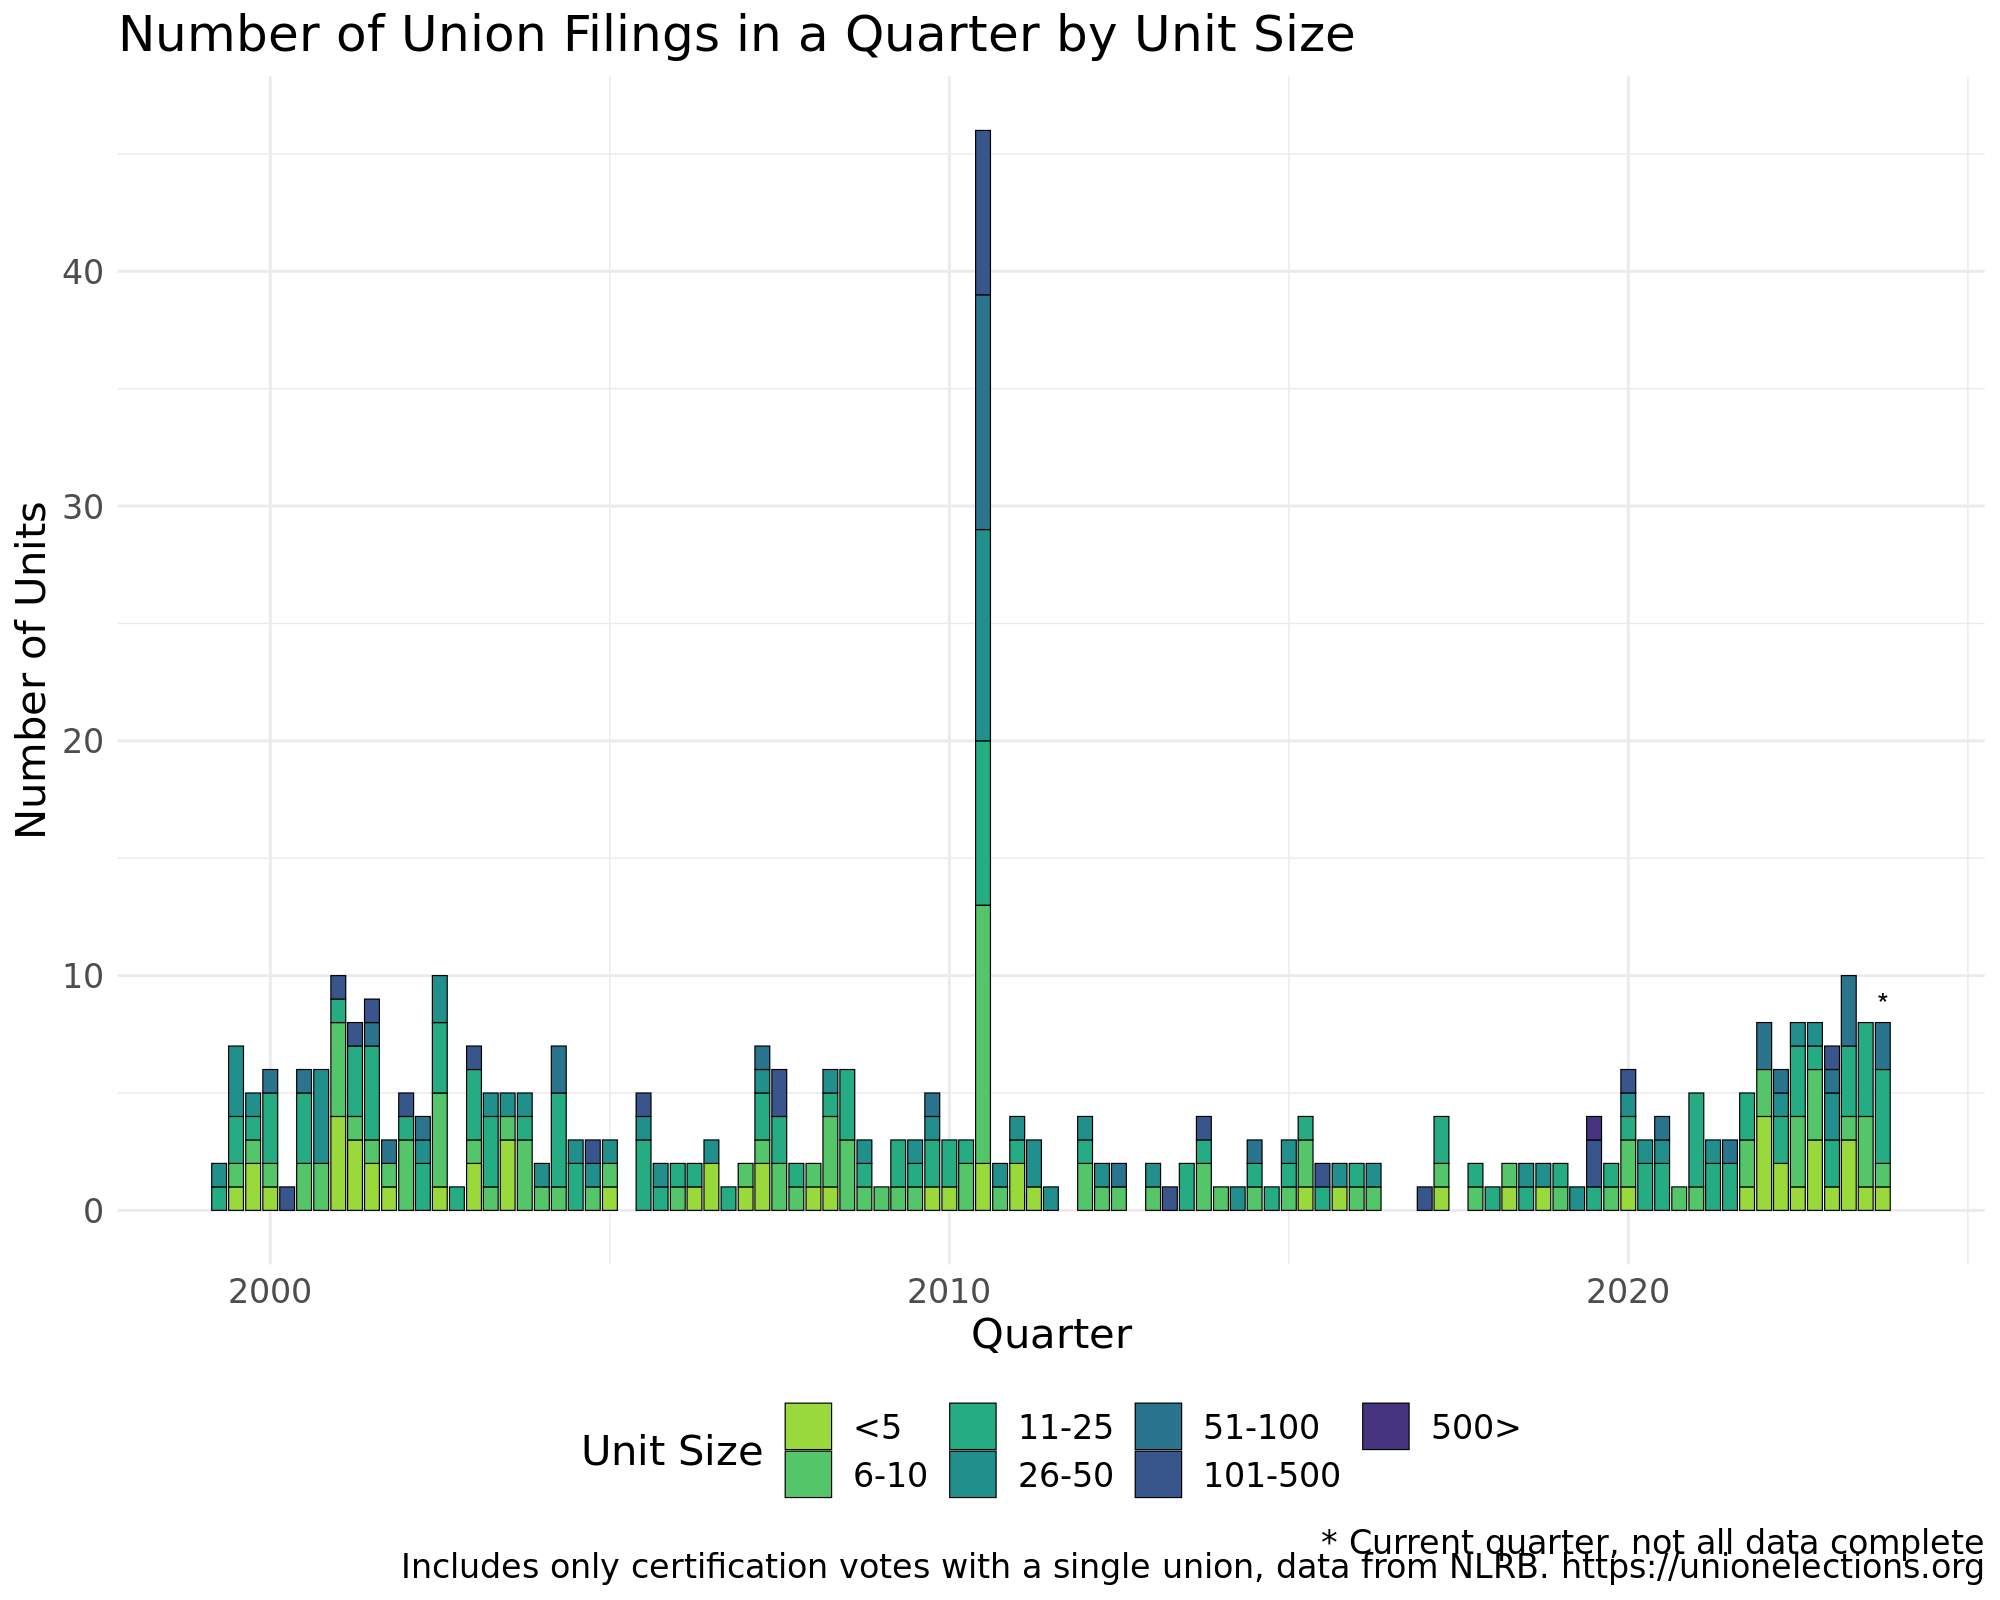 Number of Union Filings in a Quarter by Unit Size
Number of Units
40
30
20
10
0
*
2000 2010 2020
Quarter
Unit Size
<5 11-25 51-100 500>
6-10 26-50 101-500
* Current quarter, not all data complete
Includes only certification votes with a single union, data from NLRB. https://unionelections.org